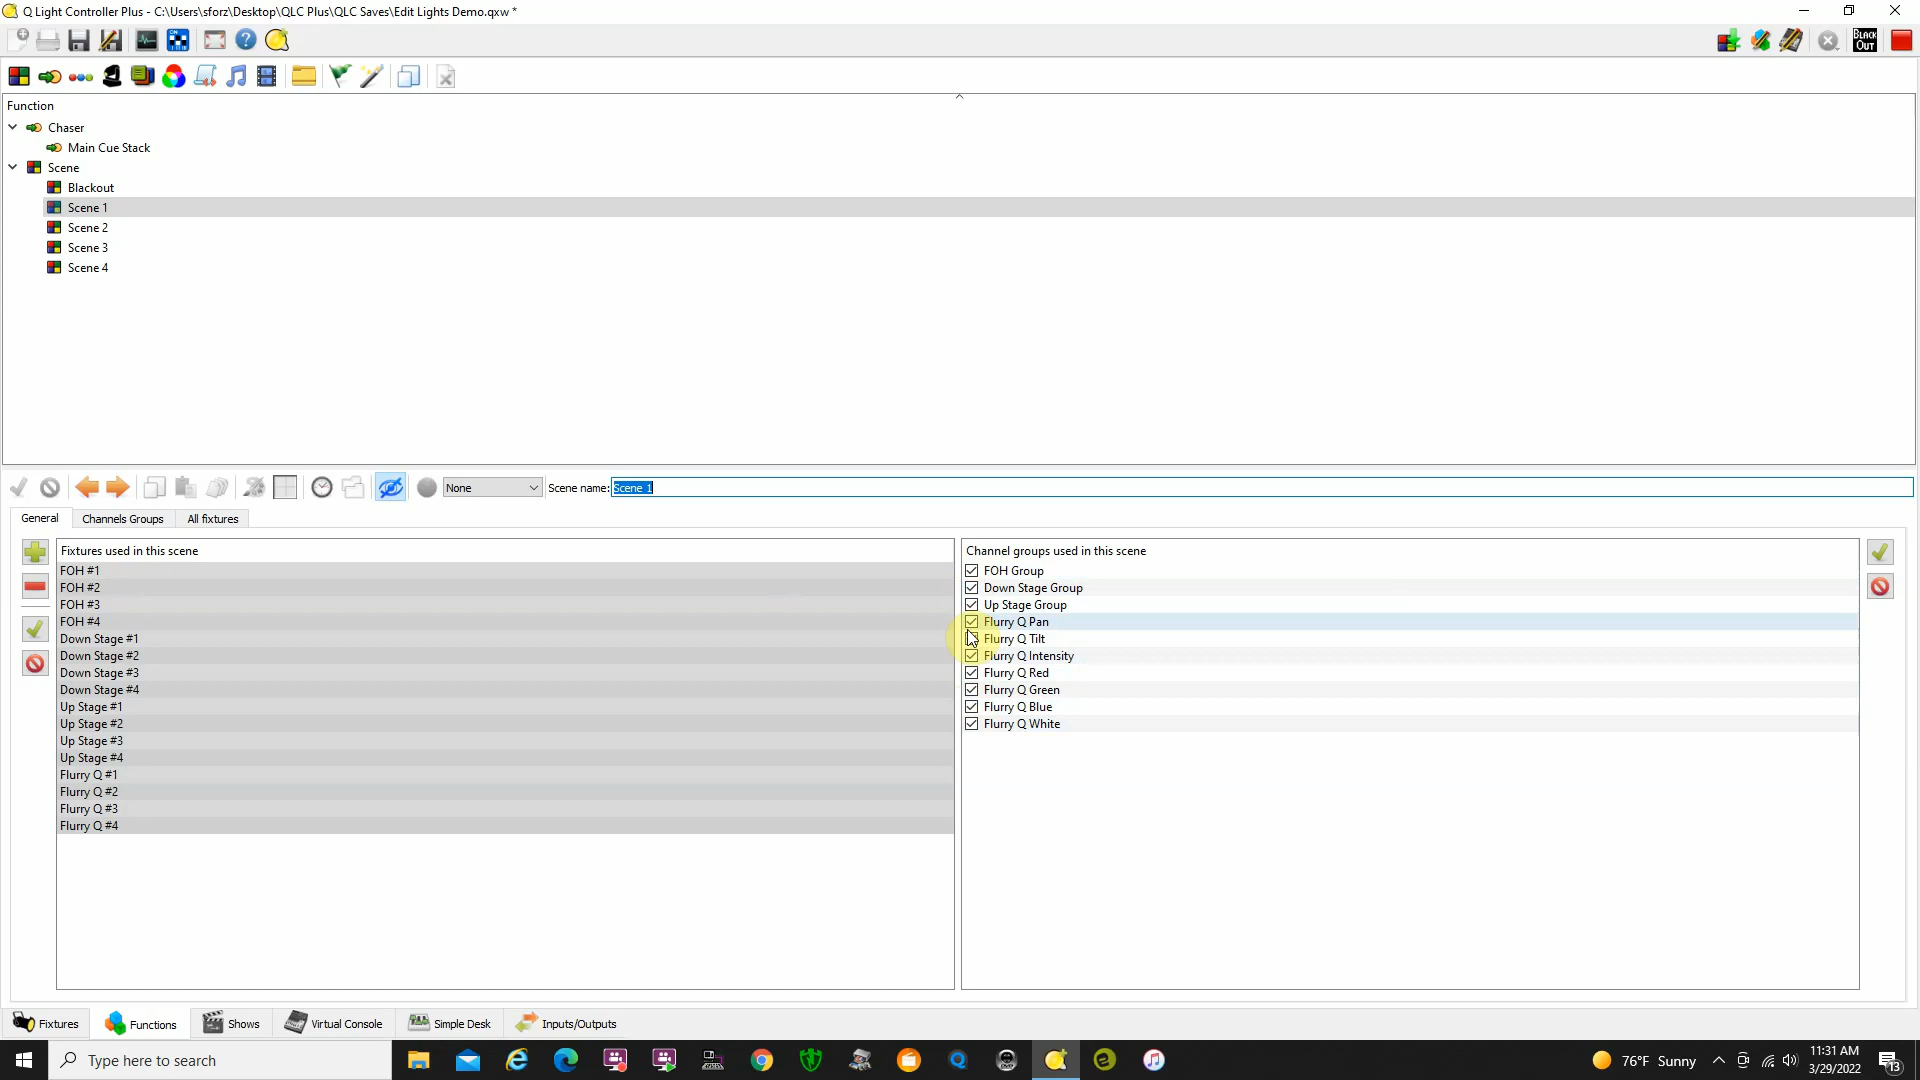 Q Light Controller Plus - C:\Users\sforz\Desktop\QLC Plus\QLC Saves\Edit Lights Demo.qxw *
BLACK OUT
Function
Chaser
Main Cue Stack
Scene
Blackout
Scene 1
Scene 2
Scene 3
Scene 4
None
Scene name: Scene 1
General
Channels Groups
All fixtures
Fixtures used in this scene
FOH #1
FOH #2
FOH #3
FOH #4
Down Stage #1
Down Stage #2
Down Stage #3
Down Stage #4
Up Stage #1
Up Stage #2
Up Stage #3
Up Stage #4
Flurry Q #1
Flurry Q #2
Flurry Q #3
Flurry Q #4
Channel groups used in this scene
FOH Group
Down Stage Group
Up Stage Group
Flurry Q Pan
Flurry Q Tilt
Flurry Q Intensity
Flurry Q Red
Flurry Q Green
Flurry Q Blue
Flurry Q White
Fixtures
Functions
Shows
Virtual Console
Simple Desk
Inputs/Outputs
Type here to search
76°F Sunny
11:31 AM
3/29/2022
13